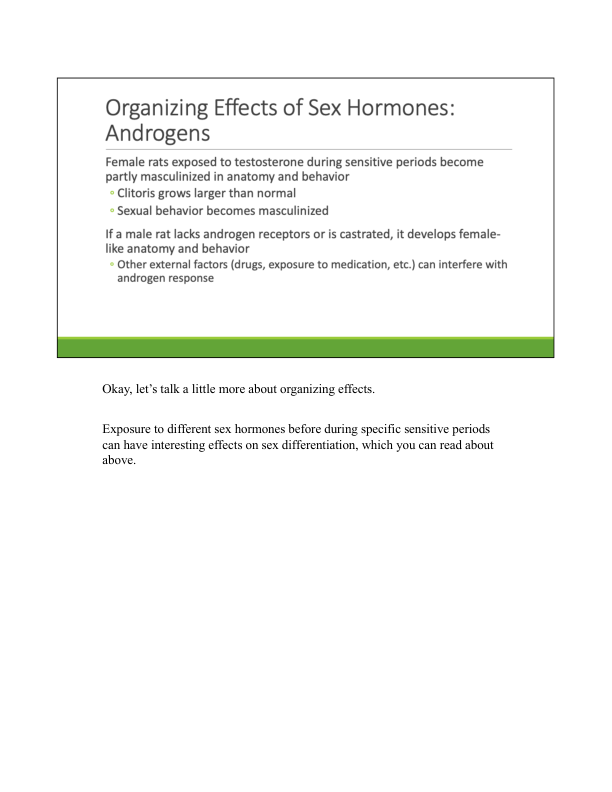 Organizing Effects of Sex Hormones:
Androgens
Female rats exposed to testosterone during sensitive periods become
partly masculinized in anatomy and behavior
◦ Clitoris grows larger than normal
◦ Sexual behavior becomes masculinized
If a male rat lacks androgen receptors or is castrated, it develops female-
like anatomy and behavior
◦ Other external factors (drugs, exposure to medication, etc.) can interfere with
androgen response
Okay, let’s talk a little more about organizing effects.
Exposure to different sex hormones before during specific sensitive periods
can have interesting effects on sex differentiation, which you can read about
above.